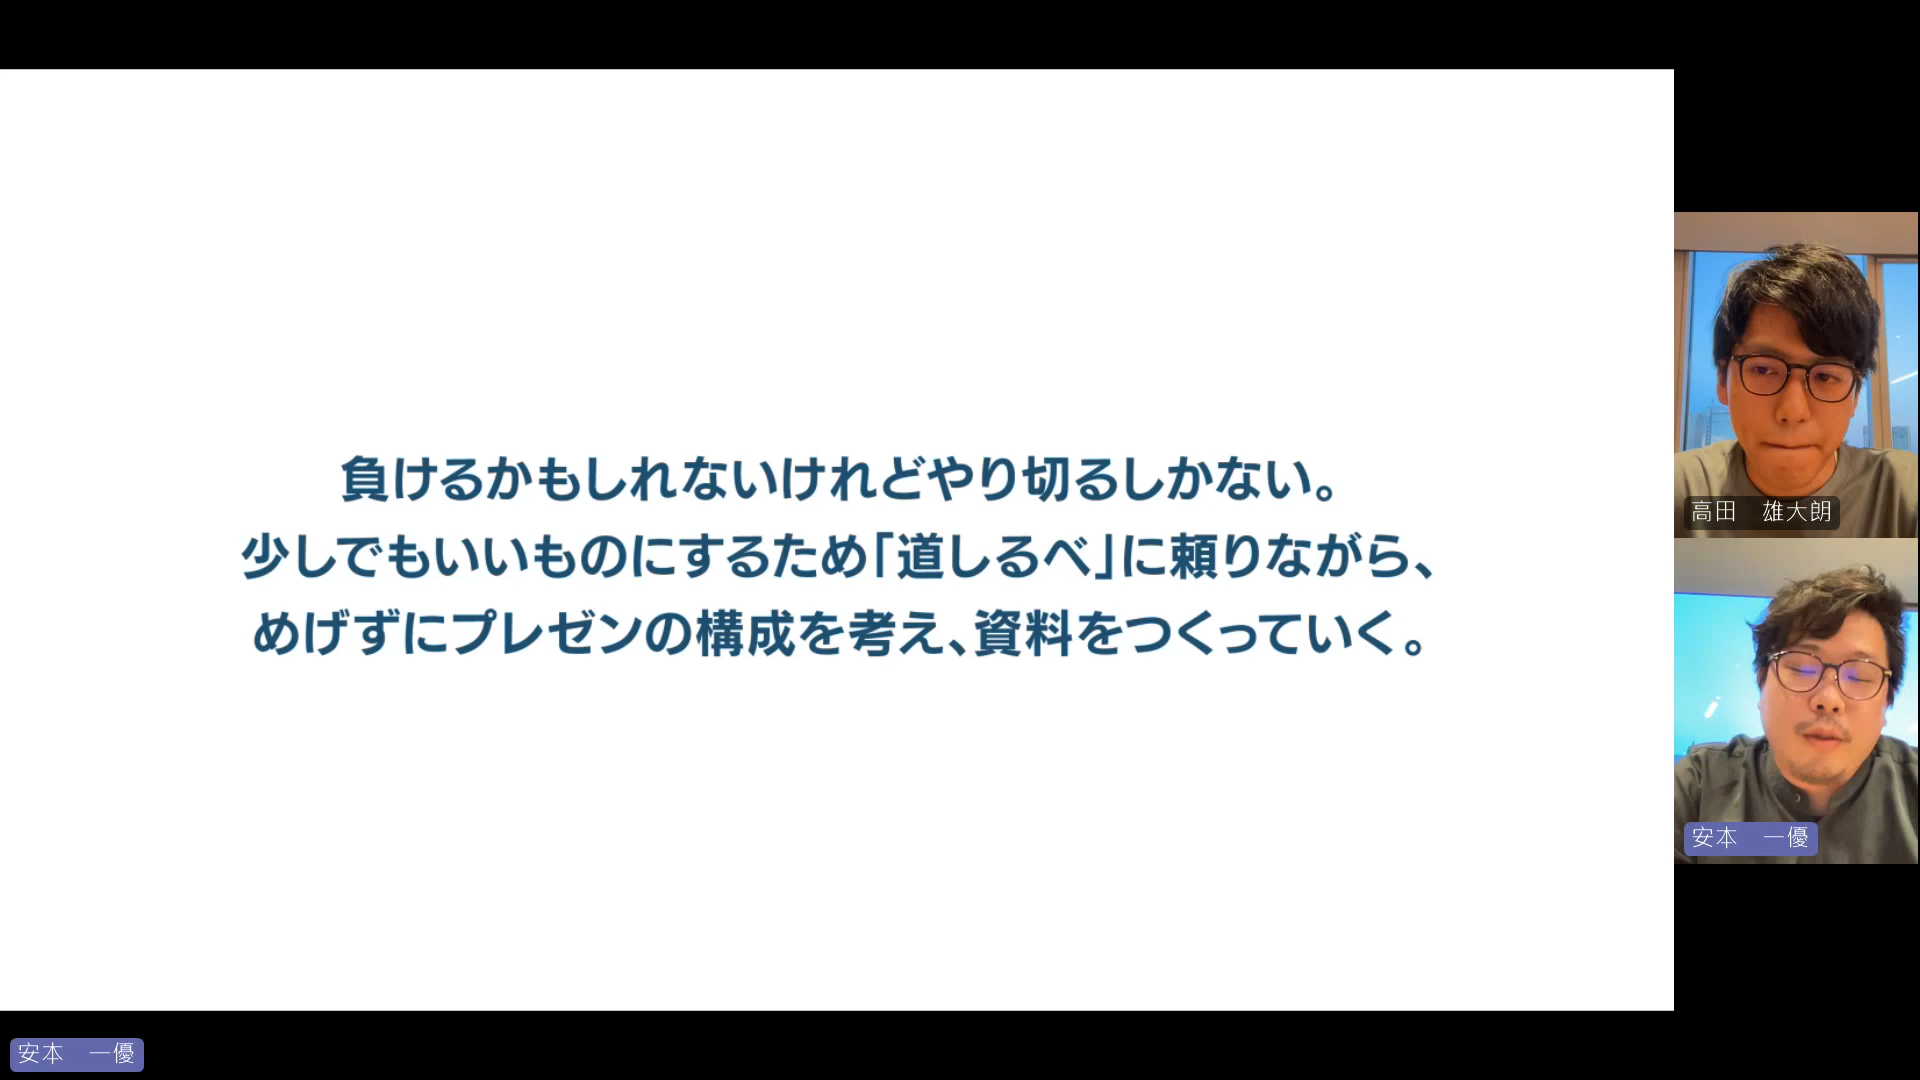 負けるかもしれないけれどやり切るしかない。
少しでもいいものにするため「道しるべ」に頼りながら、
めげずにプレゼンの構成を考え、資料をつくっていく。
高田　雄大朗
安本　一優
安本　一優